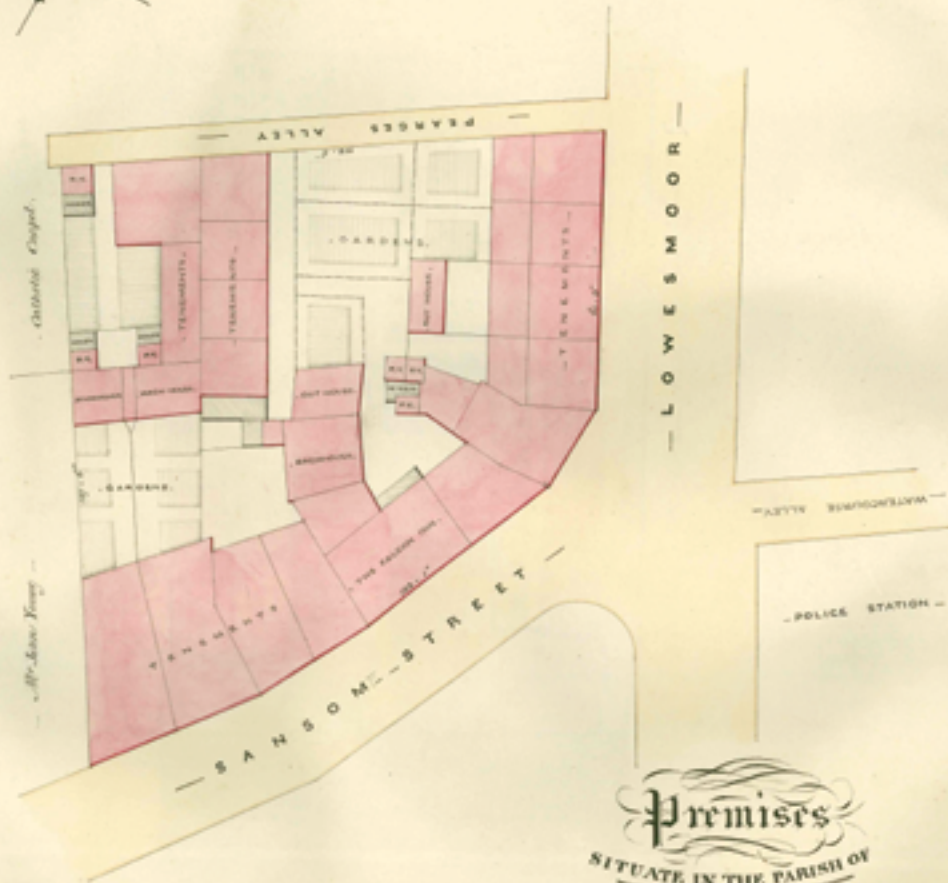 PEARCES ALLEY
LOWESMOOR
Catholic Chapel.
TENEMENTS.
TENEMENTS.
GARDENS.
TENEMENTS.
OUT HOUSE.
OUT HOUSE.
BREWHOUSE.
BREWHOUSE
BREWHOUSE.
GARDENS.
THE FALCON INN.
TENEMENTS
SANSOM STREET
WATERCOURSE ALLEY
POLICE STATION
Premises
SITUATE IN THE PARISH OF